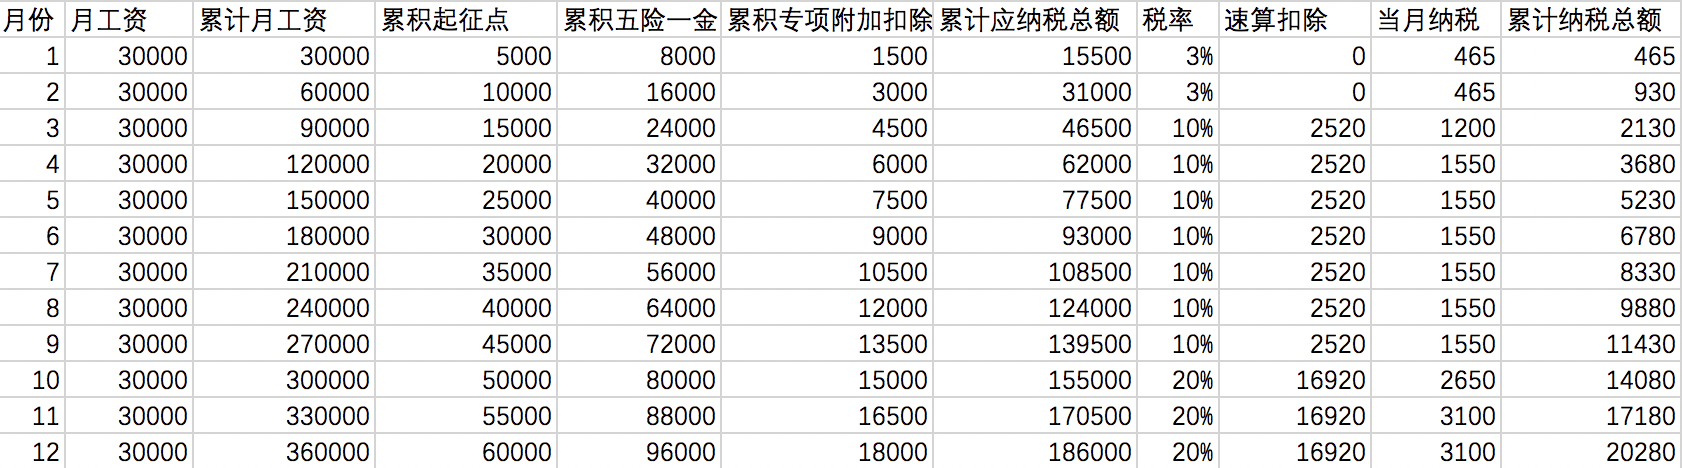 月份 月工资 累计月工资 累积起征点 累积五险一金 累积专项附加扣除 累计应纳税总额 税率 速算扣除 当月纳税 累计纳税总额
1 30000 30000 5000 8000 1500 15500 3% 0 465 465
2 30000 60000 10000 16000 3000 31000 3% 0 465 930
3 30000 90000 15000 24000 4500 46500 10% 2520 1200 2130
4 30000 120000 20000 32000 6000 62000 10% 2520 1550 3680
5 30000 150000 25000 40000 7500 77500 10% 2520 1550 5230
6 30000 180000 30000 48000 9000 93000 10% 2520 1550 6780
7 30000 210000 35000 56000 10500 108500 10% 2520 1550 8330
8 30000 240000 40000 64000 12000 124000 10% 2520 1550 9880
9 30000 270000 45000 72000 13500 139500 10% 2520 1550 11430
10 30000 300000 50000 80000 15000 155000 20% 16920 2650 14080
11 30000 330000 55000 88000 16500 170500 20% 16920 3100 17180
12 30000 360000 60000 96000 18000 186000 20% 16920 3100 20280